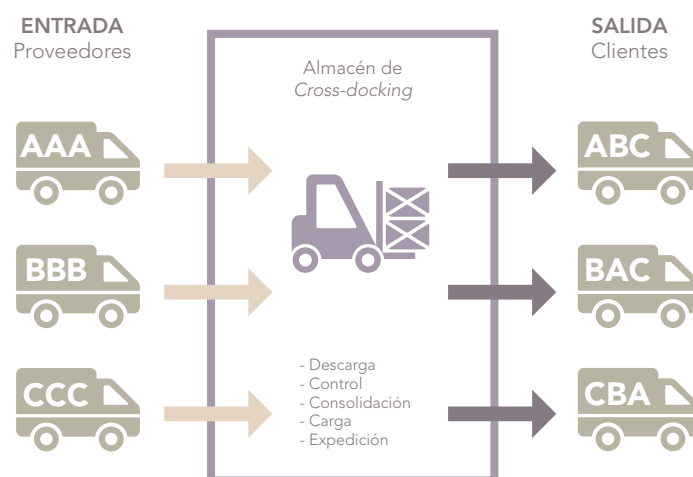 ENTRADA
Proveedores
AAA
BBB
CCC
Almacén de
Cross-docking
- Descarga
- Control
- Consolidación
- Carga
- Expedición
SALIDA
Clientes
ABC
BAC
CBA